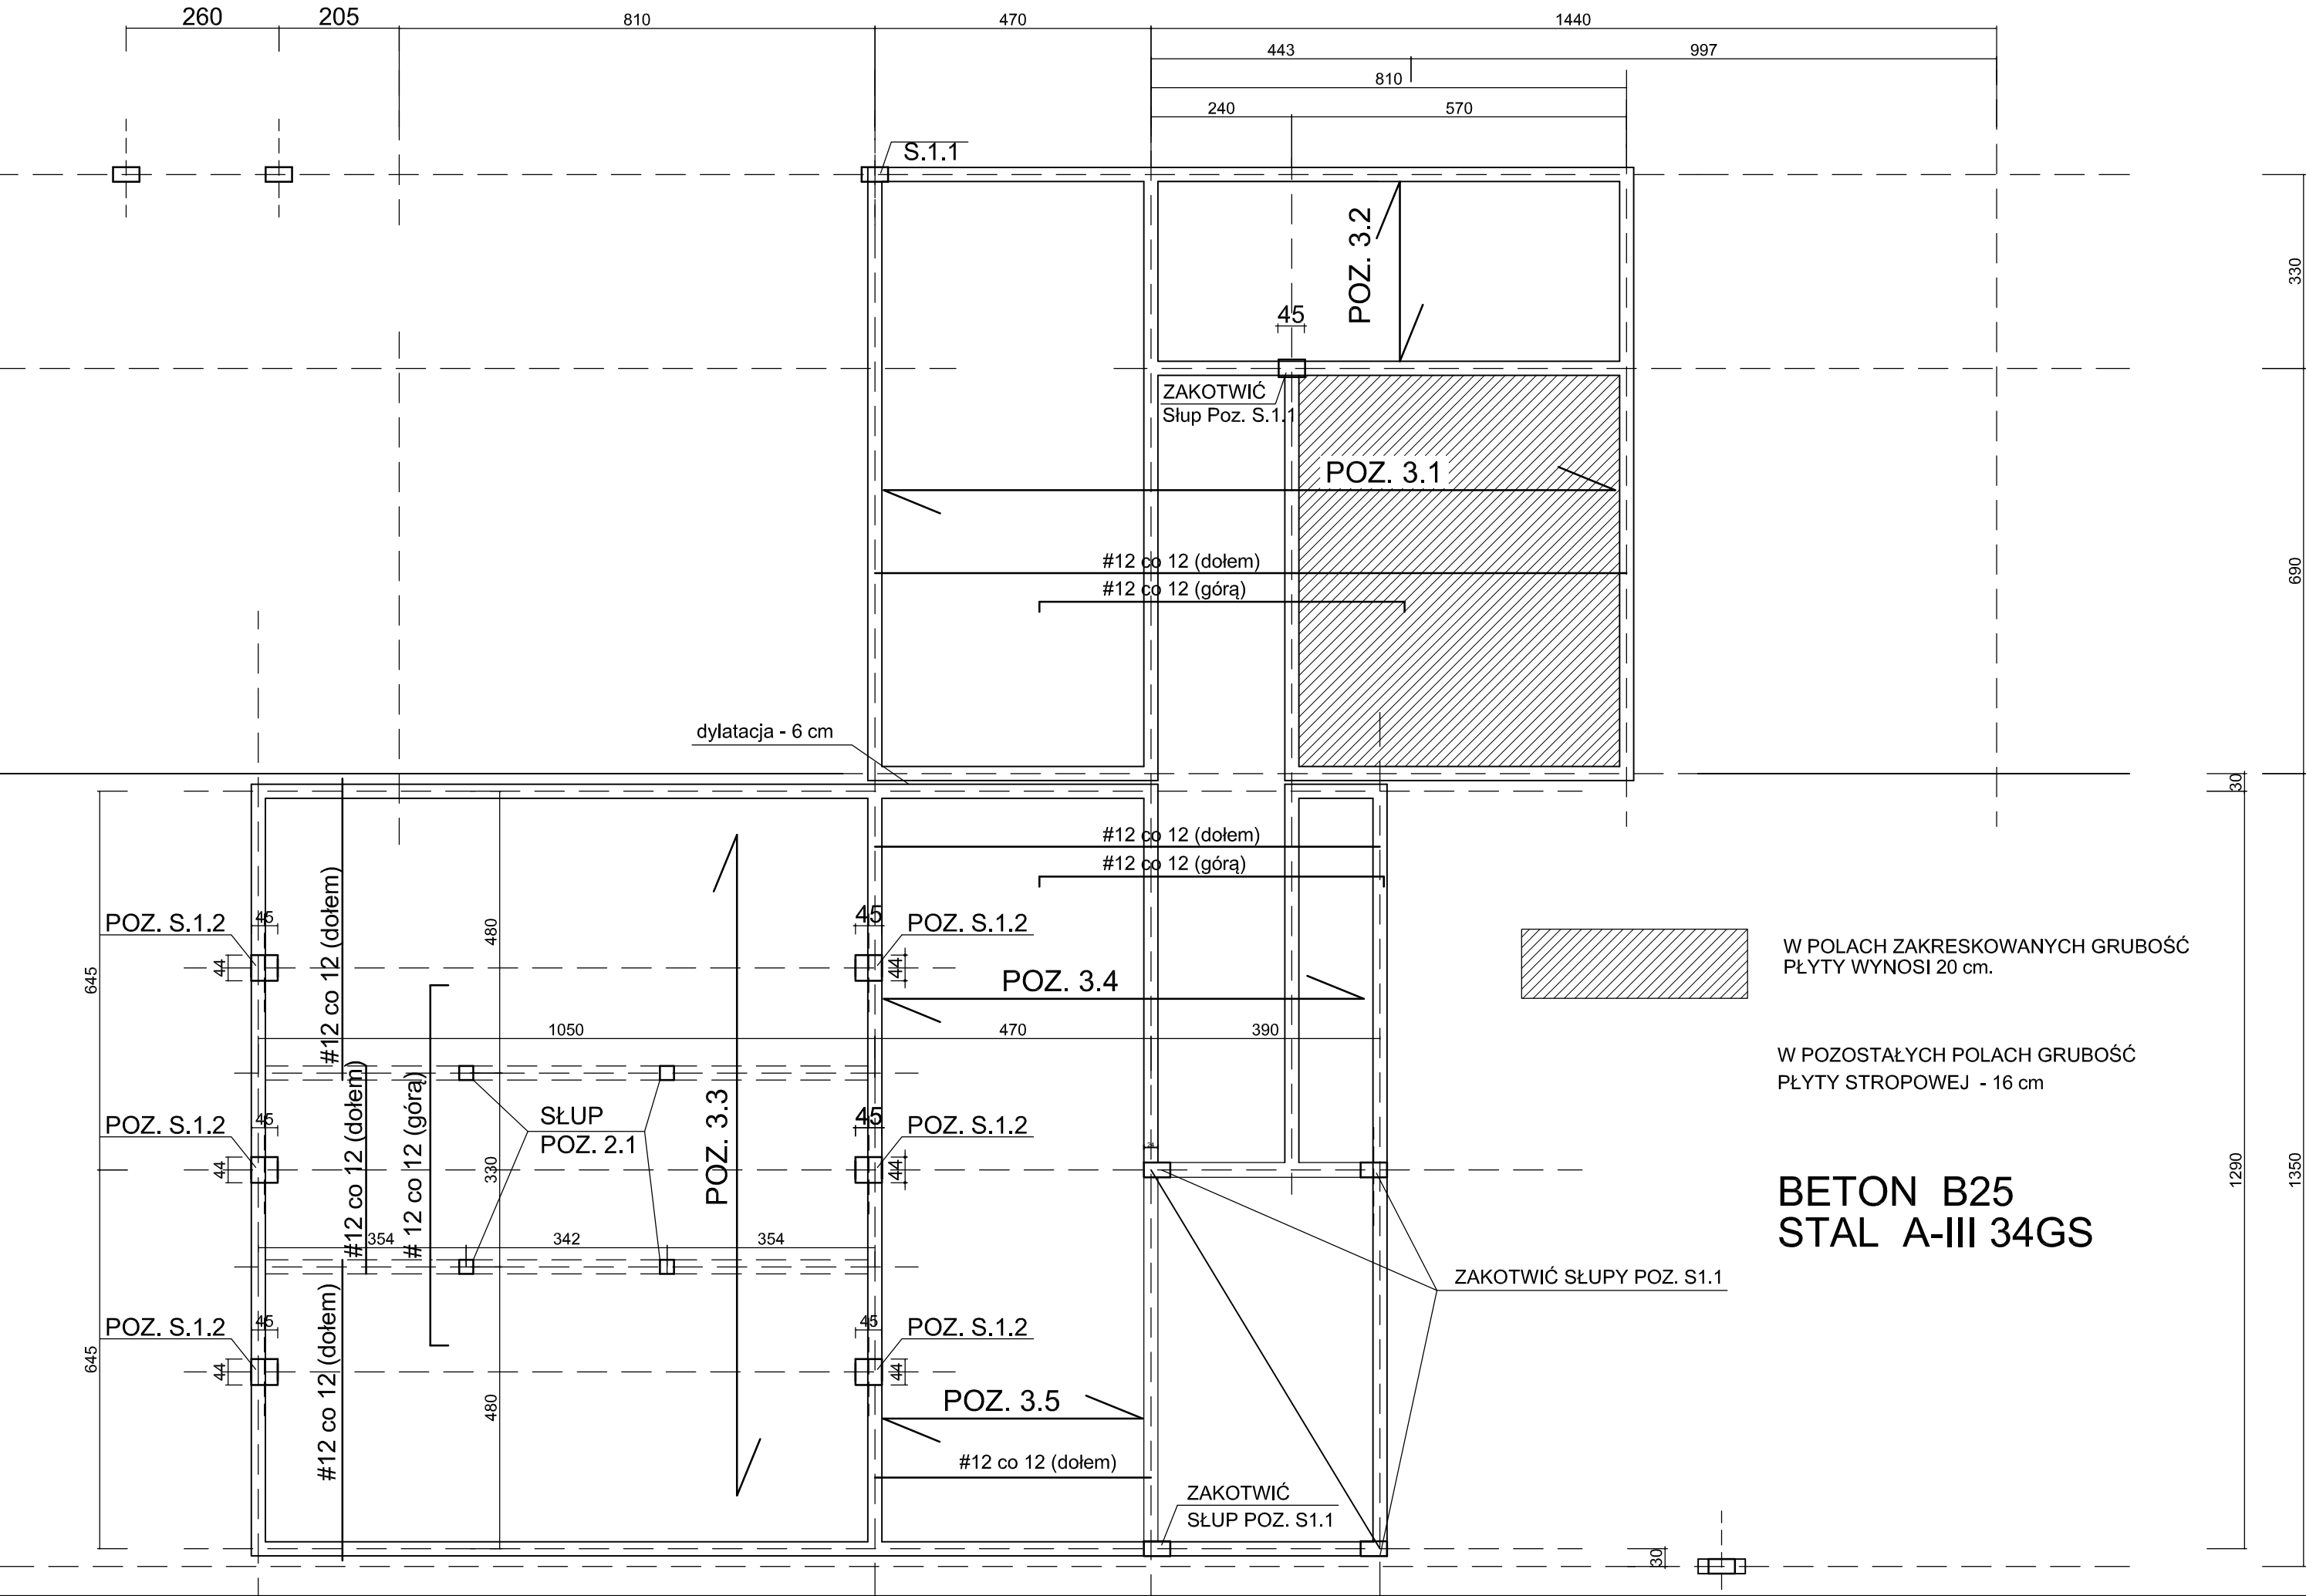 260
205
810
470
1440
443
997
810
240
570
S.1.1
POZ. 3.2
330
45
ZAKOTWIĆ
Słup Poz. S.1.1
POZ. 3.1
#12 co 12 (dołem)
#12 co 12 (górą)
690
dylatacja - 6 cm
30
#12 co 12 (dołem)
#12 co 12 (górą)
#12 co 12 (dołem)
480
POZ. S.1.2
45
44
45
POZ. S.1.2
44
645
POZ. 3.4
W POLACH ZAKRESKOWANYCH GRUBOŚĆ
PŁYTY WYNOSI 20 cm.
1050
470
390
W POZOSTAŁYCH POLACH GRUBOŚĆ
PŁYTY STROPOWEJ - 16 cm
#12 co 12 (dołem)
# 12 co 12 (górą)
SŁUP
POZ. 2.1
POZ. 3.3
POZ. S.1.2
45
44
330
45
POZ. S.1.2
44
1290
1350
BETON B25
STAL A-III 34GS
354
342
354
ZAKOTWIĆ SŁUPY POZ. S1.1
#12 co 12 (dołem)
POZ. S.1.2
45
44
45
POZ. S.1.2
44
645
480
POZ. 3.5
#12 co 12 (dołem)
ZAKOTWIĆ
SŁUP POZ. S1.1
30